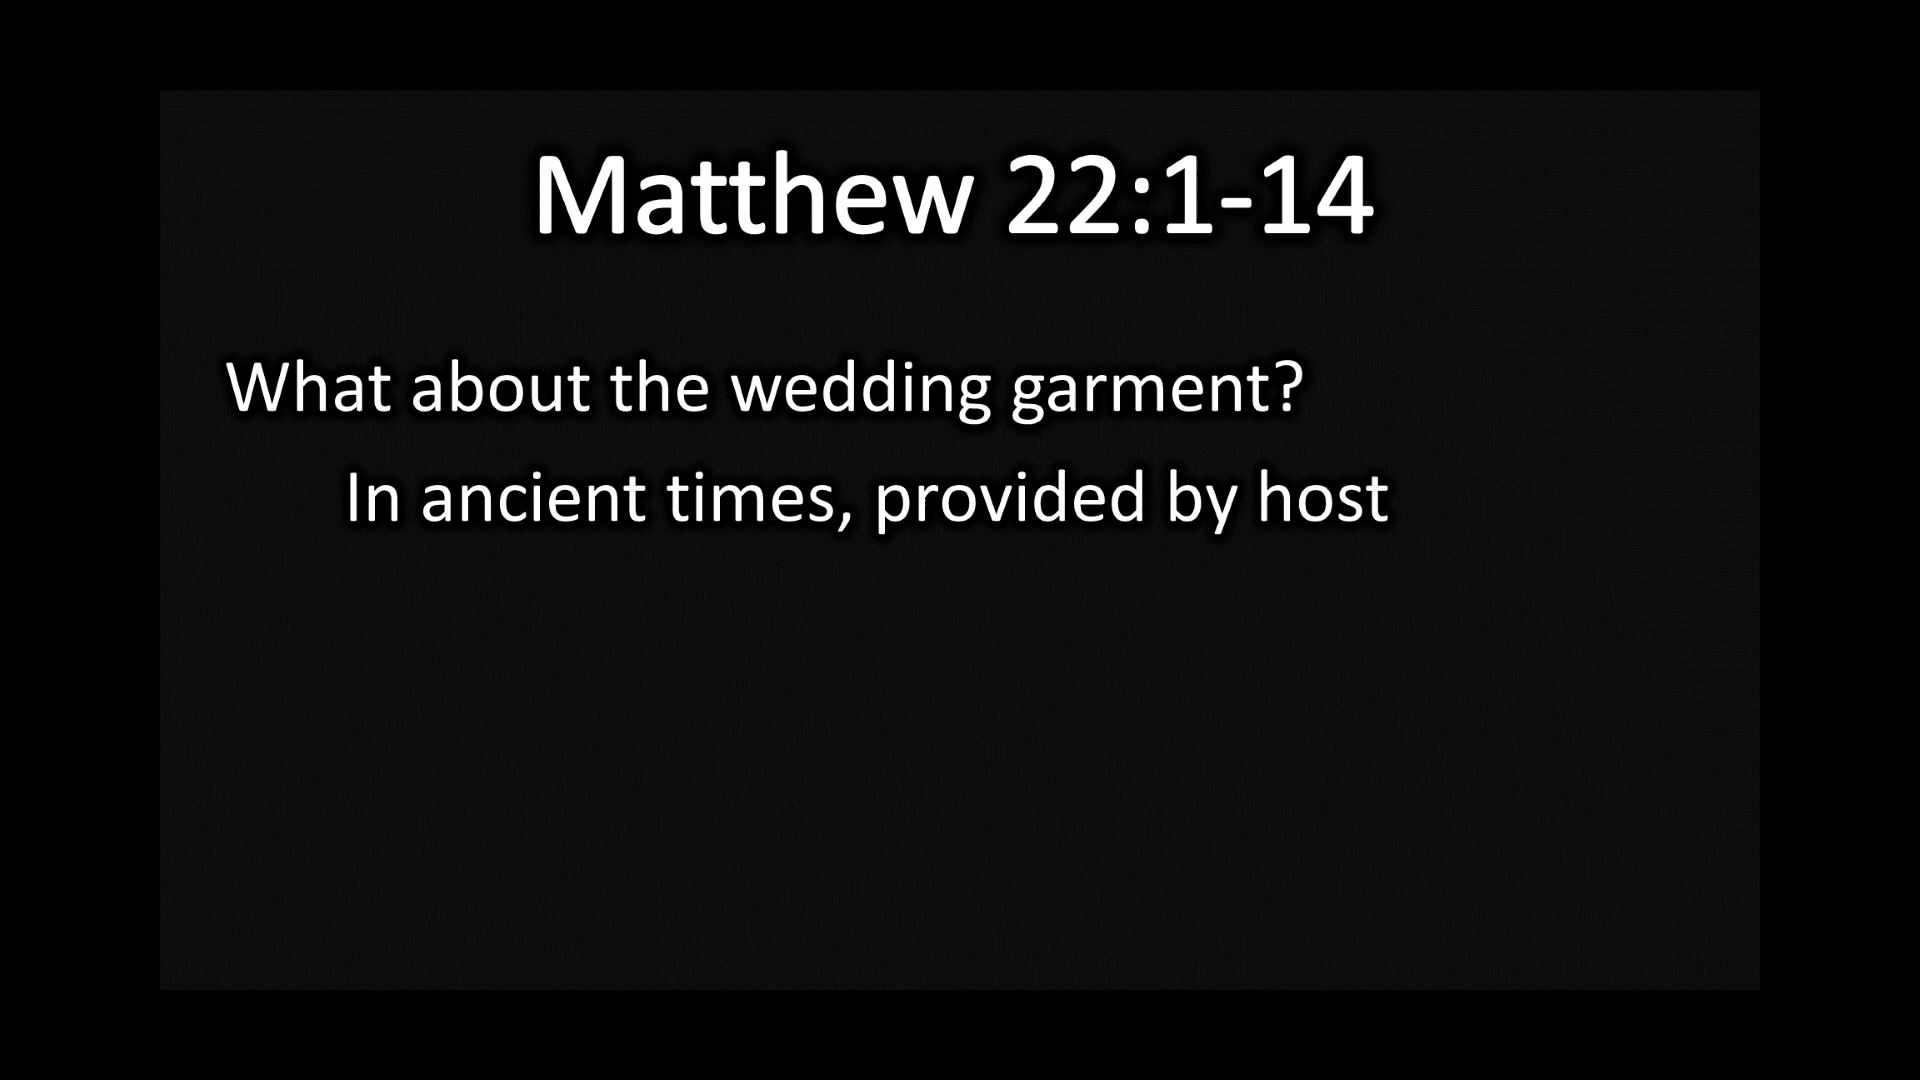 Matthew 22:1-14
What about the wedding garment?
In ancient times, provided by host